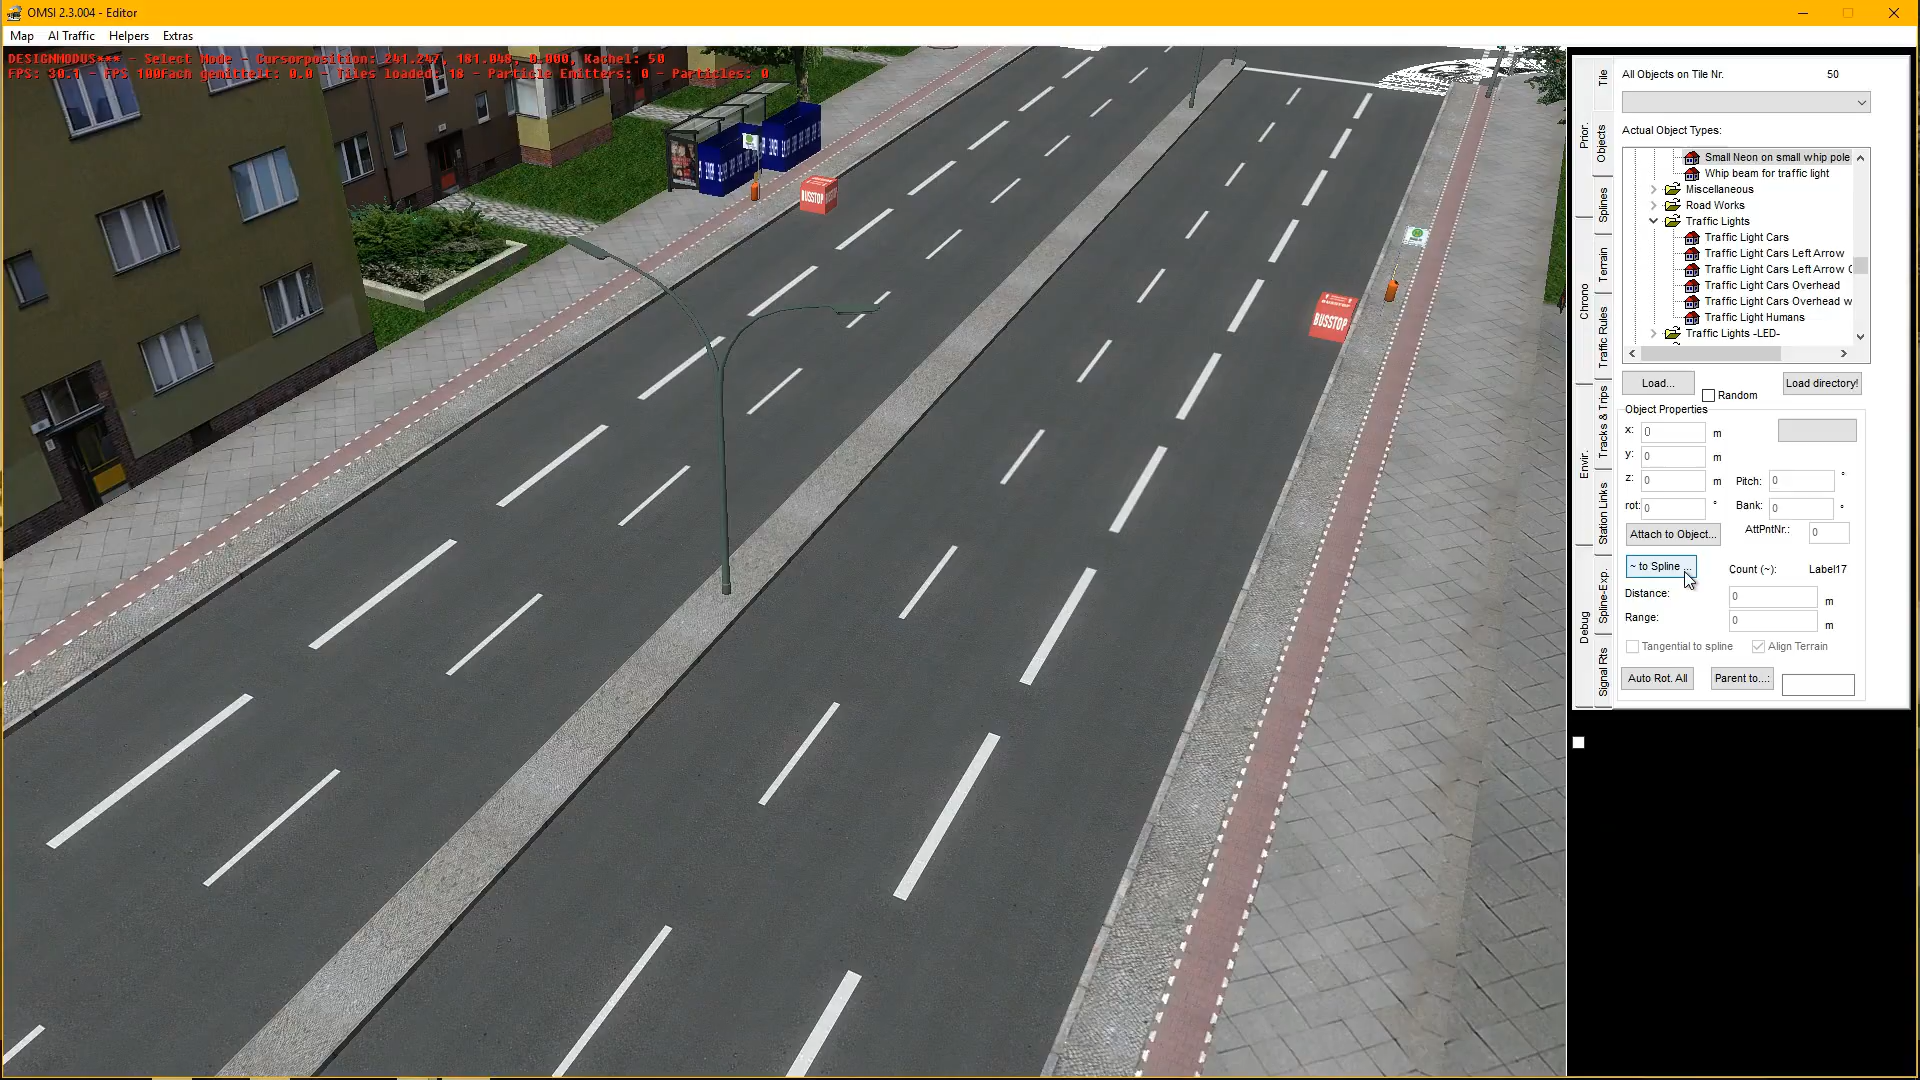 OMSI 2.3.004 - Editor
Map AI Traffic Helpers Extras
DESIGNMODUS*** - Select Mode - Cursorposition: 241.247, 181.048, 0.000, Kachel: 50
FPS: 30.1 - FPS 100Fach gemittelt: 0.0 - Tiles loaded: 18 - Particle Emitters: 0 - Particles: 0
BUSSTOP
BUSSTOP
Tile
Objects
Splines
Terrain
Traffic Rules
Tracks & Trips
Station Links
Spline-Exp.
Signal Rts
Prior.
Chrono
Envir.
Debug
All Objects on Tile Nr. 50
Actual Object Types:
Small Neon on small whip pole
Whip beam for traffic light
Miscellaneous
Road Works
Traffic Lights
Traffic Light Cars
Traffic Light Cars Left Arrow
Traffic Light Cars Left Arrow
Traffic Light Cars Overhead
Traffic Light Cars Overhead w
Traffic Light Humans
Traffic Lights -LED-
Load... Random Load directory!
Object Properties
x: 0 m
y: 0 m
z: 0 m Pitch: 0 °
rot: 0 ° Bank: 0 °
Attach to Object... AttPntNr.: 0
~ to Spline ... Count (~): Label17
Distance: 0 m
Range: 0 m
Tangential to spline Align Terrain
Auto Rot. All Parent to...: